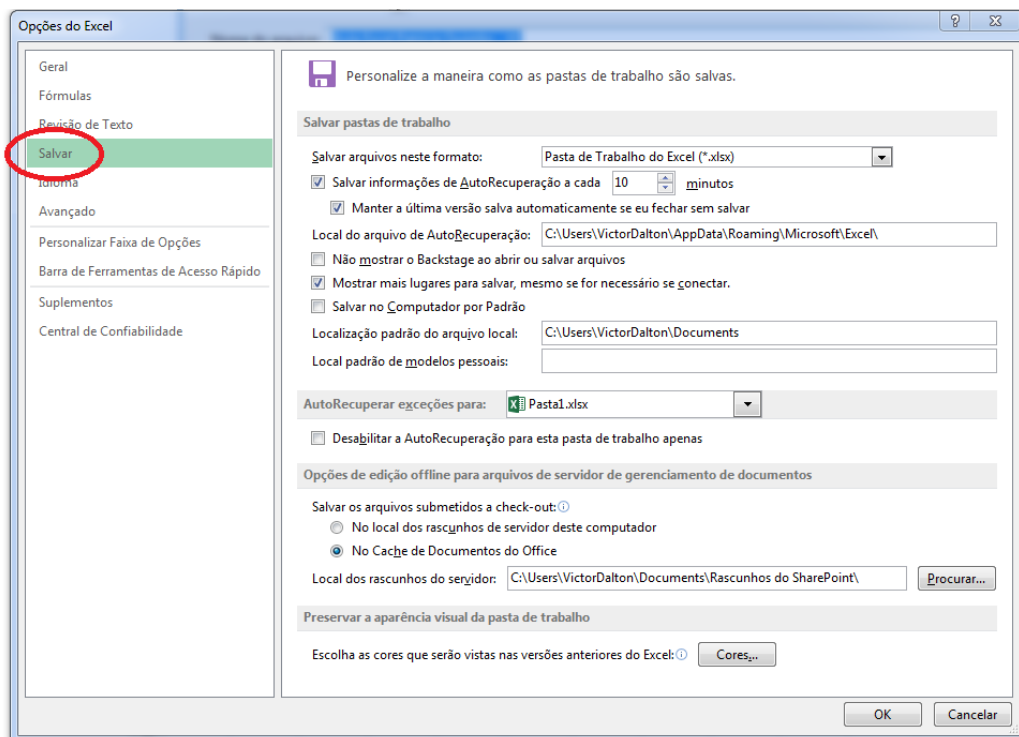 Opções do Excel
Geral
Fórmulas
Revisão de Texto
Salvar
Idioma
Avançado
Personalizar Faixa de Opções
Barra de Ferramentas de Acesso Rápido
Suplementos
Central de Confiabilidade
Personalize a maneira como as pastas de trabalho são salvas.
Salvar pastas de trabalho
Salvar arquivos neste formato: Pasta de Trabalho do Excel (*.xlsx)
Salvar informações de AutoRecuperação a cada 10 minutos
Manter a última versão salva automaticamente se eu fechar sem salvar
Local do arquivo de AutoRecuperação: C:\Users\VictorDalton\AppData\Roaming\Microsoft\Excel\
Não mostrar o Backstage ao abrir ou salvar arquivos
Mostrar mais lugares para salvar, mesmo se for necessário se conectar.
Salvar no Computador por Padrão
Localização padrão do arquivo local: C:\Users\VictorDalton\Documents
Local padrão de modelos pessoais:
AutoRecuperar exceções para: Pasta1.xlsx
Desabilitar a AutoRecuperação para esta pasta de trabalho apenas
Opções de edição offline para arquivos de servidor de gerenciamento de documentos
Salvar os arquivos submetidos a check-out:
No local dos rascunhos de servidor deste computador
No Cache de Documentos do Office
Local dos rascunhos do servidor: C:\Users\VictorDalton\Documents\Rascunhos do SharePoint\ Procurar...
Preservar a aparência visual da pasta de trabalho
Escolha as cores que serão vistas nas versões anteriores do Excel: Cores...
OK Cancelar